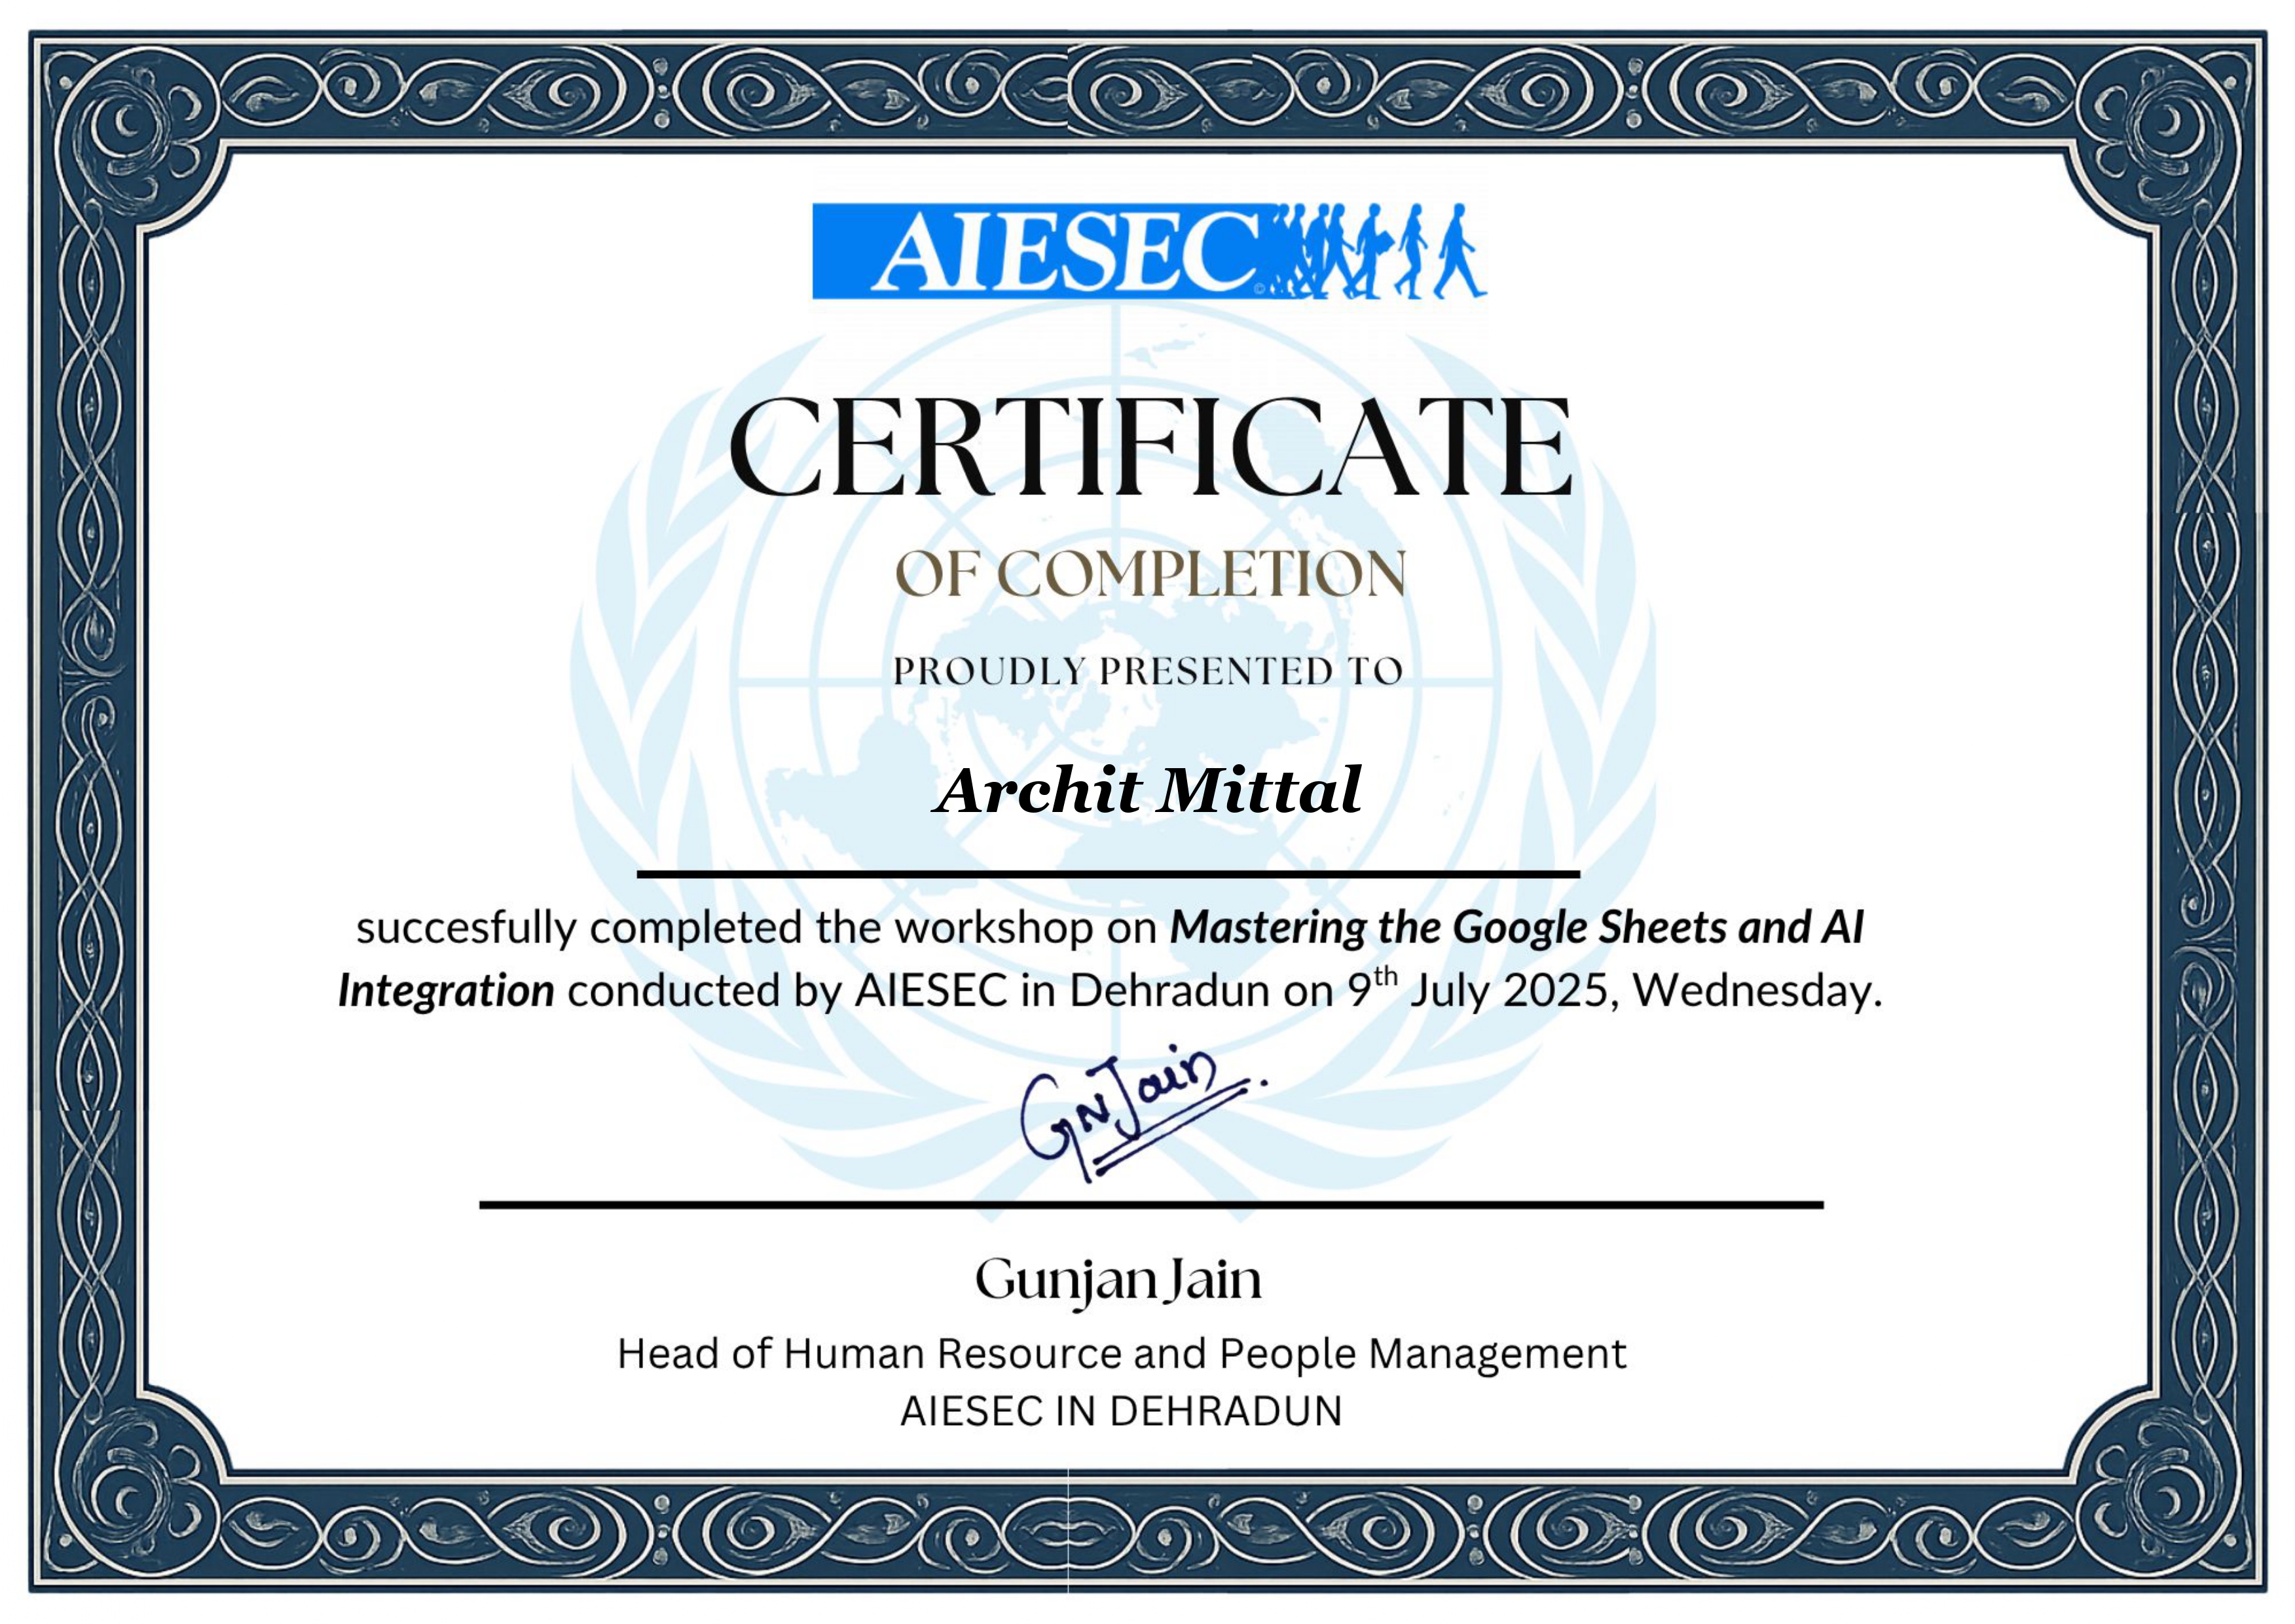 AIESEC
CERTIFICATE
OF COMPLETION
PROUDLY PRESENTED TO
Archit Mittal
succesfully completed the workshop on Mastering the Google Sheets and AI
Integration conducted by AIESEC in Dehradun on 9th July 2025, Wednesday.
GNJain
Gunjan Jain
Head of Human Resource and People Management
AIESEC IN DEHRADUN